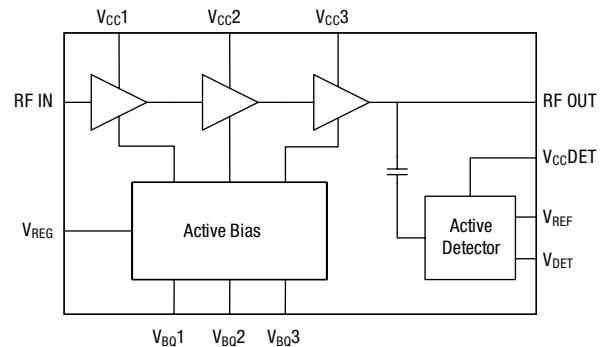 VCC1 VCC2 VCC3
RF IN RF OUT
VCCDET
VREG Active Bias Active Detector VREF
VDET
VBQ1 VBQ2 VBQ3